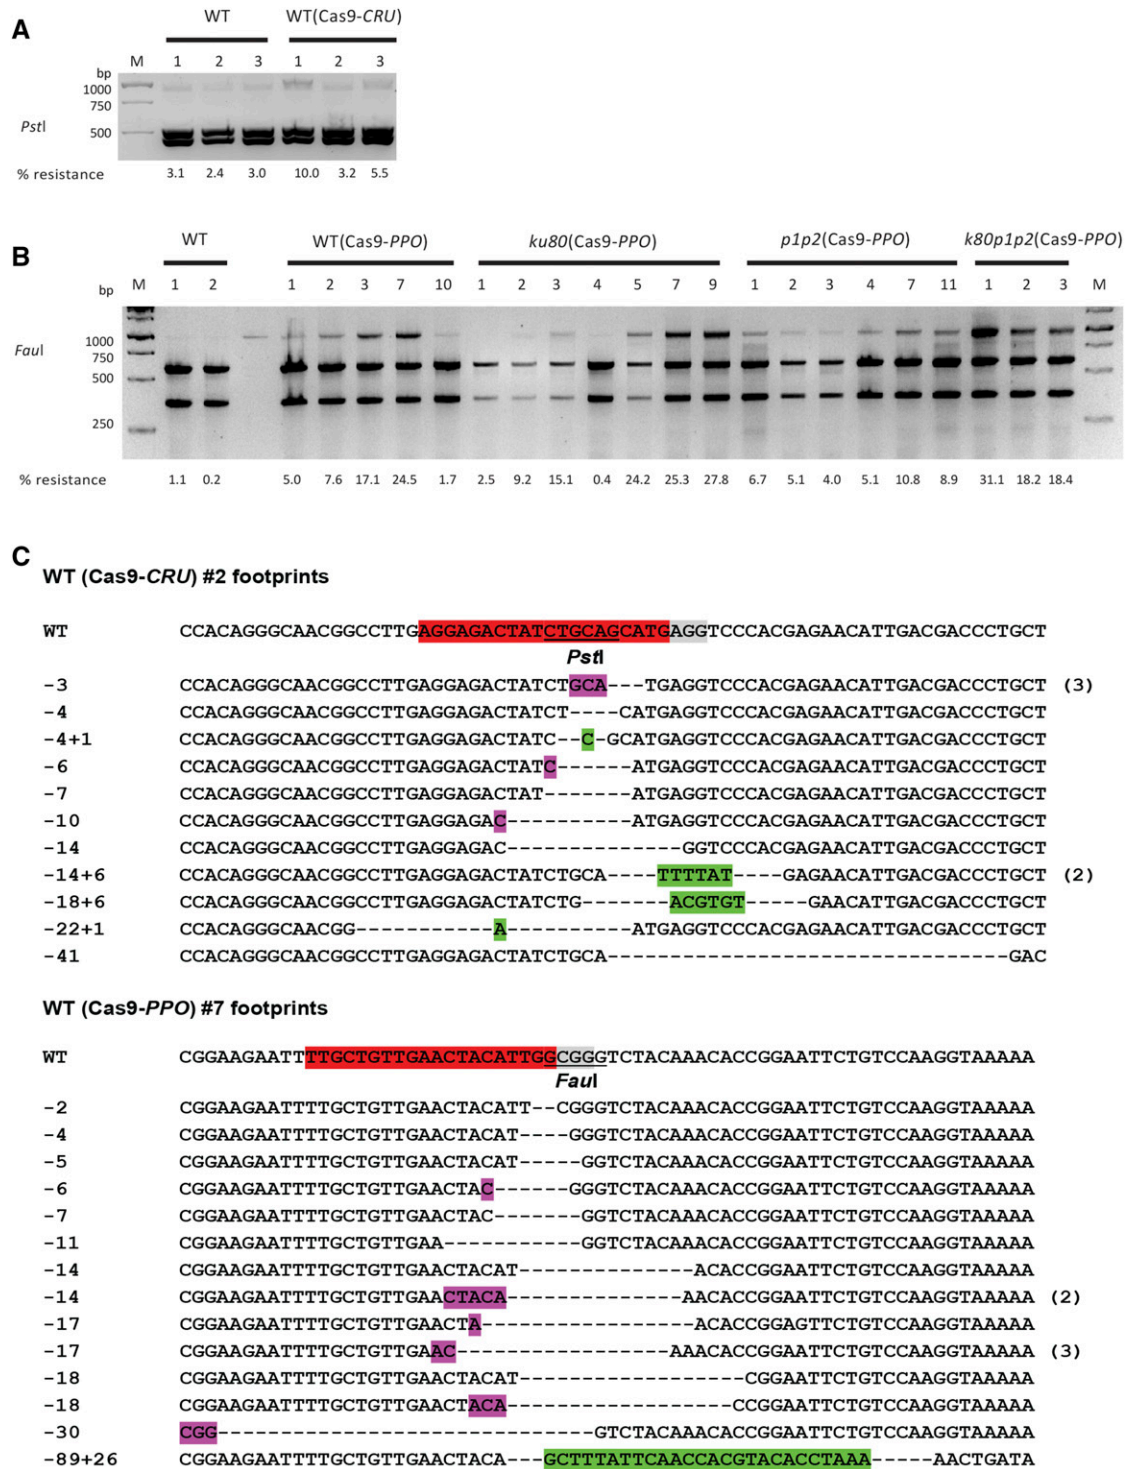 A
WT WT(Cas9-CRU)
M 1 2 3 1 2 3
bp
1000
750
PstI
500
% resistance 3.1 2.4 3.0 10.0 3.2 5.5
B
WT WT(Cas9-PPO) ku80(Cas9-PPO) p1p2(Cas9-PPO) k80p1p2(Cas9-PPO)
bp M 1 2 1 2 3 7 10 1 2 3 4 5 7 9 1 2 3 4 7 11 1 2 3 M
1000
FauI
750
500
250
% resistance 1.1 0.2 5.0 7.6 17.1 24.5 1.7 2.5 9.2 15.1 0.4 24.2 25.3 27.8 6.7 5.1 4.0 5.1 10.8 8.9 31.1 18.2 18.4
C
WT (Cas9-CRU) #2 footprints
WT CCACAGGGCAACGGCCTTGAGGAGACTATCTGCAGCATGAGGTCCCACGAGAACATTGACGACCCTGCT
PstI
-3 CCACAGGGCAACGGCCTTGAGGAGACTATCTGCA---TGAGGTCCCACGAGAACATTGACGACCCTGCT (3)
-4 CCACAGGGCAACGGCCTTGAGGAGACTATCT----CATGAGGTCCCACGAGAACATTGACGACCCTGCT
-4+1 CCACAGGGCAACGGCCTTGAGGAGACTATC--C-GCATGAGGTCCCACGAGAACATTGACGACCCTGCT
-6 CCACAGGGCAACGGCCTTGAGGAGACTATC------ATGAGGTCCCACGAGAACATTGACGACCCTGCT
-7 CCACAGGGCAACGGCCTTGAGGAGACTAT-------ATGAGGTCCCACGAGAACATTGACGACCCTGCT
-10 CCACAGGGCAACGGCCTTGAGGAGAC----------ATGAGGTCCCACGAGAACATTGACGACCCTGCT
-14 CCACAGGGCAACGGCCTTGAGGAGAC--------------GGTCCCACGAGAACATTGACGACCCTGCT
-14+6 CCACAGGGCAACGGCCTTGAGGAGACTATCTGCA----TTTTAT----GAGAACATTGACGACCCTGCT (2)
-18+6 CCACAGGGCAACGGCCTTGAGGAGACTATCTG-------ACGTGT-----GAACATTGACGACCCTGCT
-22+1 CCACAGGGCAACGG-----------A----------ATGAGGTCCCACGAGAACATTGACGACCCTGCT
-41 CCACAGGGCAACGGCCTTGAGGAGACTATCTGCA--------------------------------GAC
WT (Cas9-PPO) #7 footprints
WT CGGAAGAATTTTGCTGTTGAACTACATTGGCGGGTCTACAAACACCGGAATTCTGTCCAAGGTAAAAA
FauI
-2 CGGAAGAATTTTGCTGTTGAACTACATT--CGGGTCTACAAACACCGGAATTCTGTCCAAGGTAAAAA
-4 CGGAAGAATTTTGCTGTTGAACTACAT----GGGTCTACAAACACCGGAATTCTGTCCAAGGTAAAAA
-5 CGGAAGAATTTTGCTGTTGAACTACAT-----GGTCTACAAACACCGGAATTCTGTCCAAGGTAAAAA
-6 CGGAAGAATTTTGCTGTTGAACTAC------GGGTCTACAAACACCGGAATTCTGTCCAAGGTAAAAA
-7 CGGAAGAATTTTGCTGTTGAACTAC-------GGTCTACAAACACCGGAATTCTGTCCAAGGTAAAAA
-11 CGGAAGAATTTTGCTGTTGAA-----------GGTCTACAAACACCGGAATTCTGTCCAAGGTAAAAA
-14 CGGAAGAATTTTGCTGTTGAACTACAT--------------ACACCGGAATTCTGTCCAAGGTAAAAA
-14 CGGAAGAATTTTGCTGTTGAACTACA--------------AACACCGGAATTCTGTCCAAGGTAAAAA (2)
-17 CGGAAGAATTTTGCTGTTGAACTA-----------------ACACCGGAGTTCTGTCCAAGGTAAAAA
-17 CGGAAGAATTTTGCTGTTGAAC-----------------AAACACCGGAATTCTGTCCAAGGTAAAAA (3)
-18 CGGAAGAATTTTGCTGTTGAACTACAT------------------CGGAATTCTGTCCAAGGTAAAAA
-18 CGGAAGAATTTTGCTGTTGAACTACA------------------CCGGAATTCTGTCCAAGGTAAAAA
-30 CGG------------------------------GTCTACAAACACCGGAATTCTGTCCAAGGTAAAAA
-89+26 CGGAAGAATTTTGCTGTTGAACTACA---GCTTTATTCAACCACGTACACCTAAA-----AACTGATA